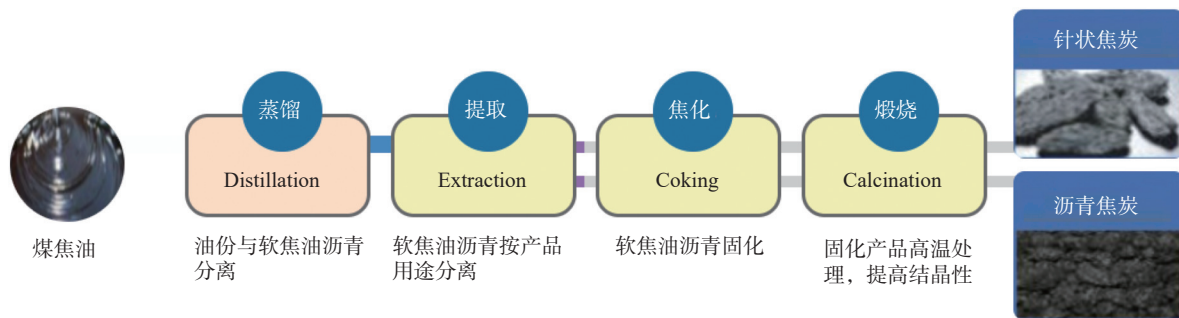 煤焦油
蒸馏
Distillation
油份与软焦油沥青
分离
提取
Extraction
软焦油沥青按产品
用途分离
焦化
Coking
软焦油沥青固化
煅烧
Calcination
固化产品高温处
理，提高结晶性
针状焦炭
沥青焦炭